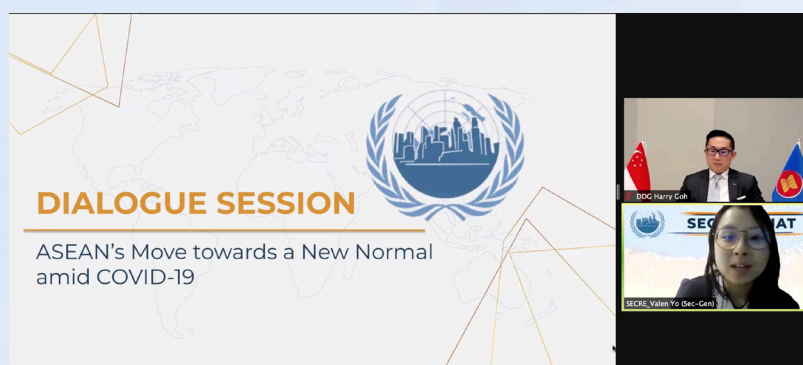 DIALOGUE SESSION
ASEAN's Move towards a New Normal
amid COVID-19
DDG Harry Goh
SECRE_Valen Yo (Sec-Gen)